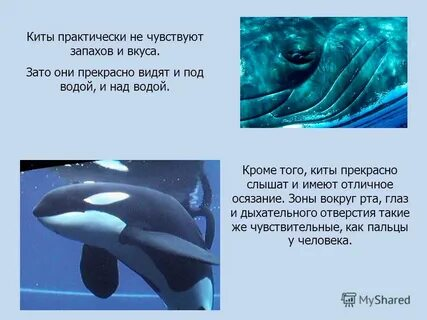 Киты практически не чувствуют
запахов и вкуса.
Зато они прекрасно видят и под
водой, и над водой.
Кроме того, киты прекрасно
слышат и имеют отличное
осязание. Зоны вокруг рта, глаз
и дыхательного отверстия такие
же чувствительные, как пальцы
у человека.
MyShared